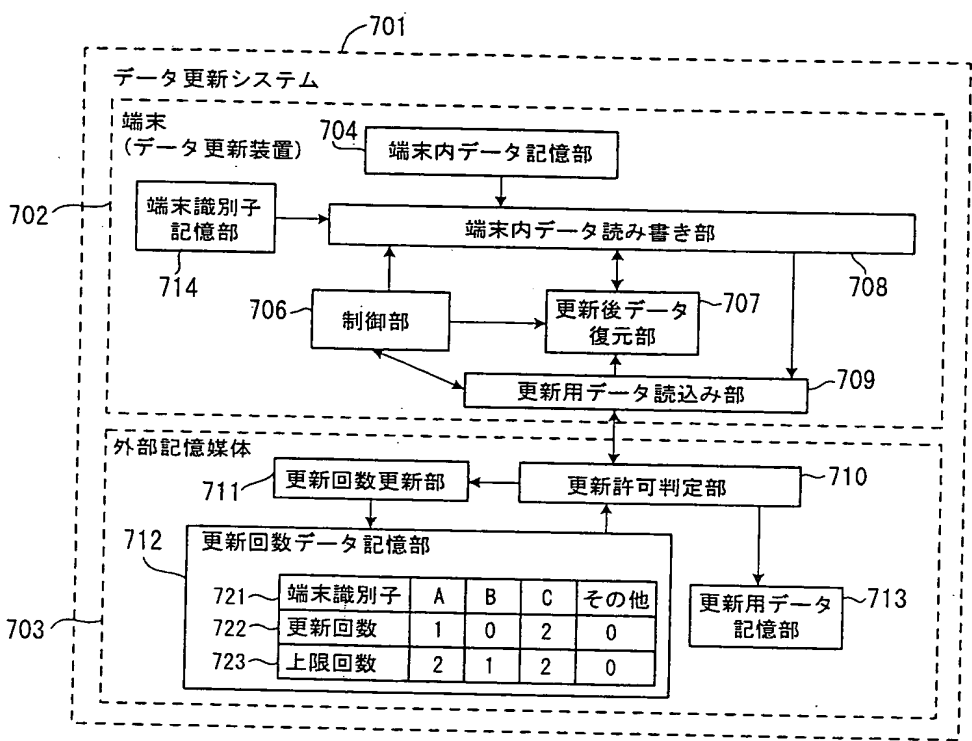 701
データ更新システム
端末
(データ更新装置)
704
端末内データ記憶部
702
端末識別子
記憶部
714
端末内データ読み書き部
708
706
制御部
更新後データ
復元部
707
更新用データ読込み部
709
外部記憶媒体
711
更新回数更新部
更新許可判定部
710
712
更新回数データ記憶部
703
721 端末識別子 A B C その他
722 更新回数 1 0 2 0
723 上限回数 2 1 2 0
更新用データ
記憶部
713